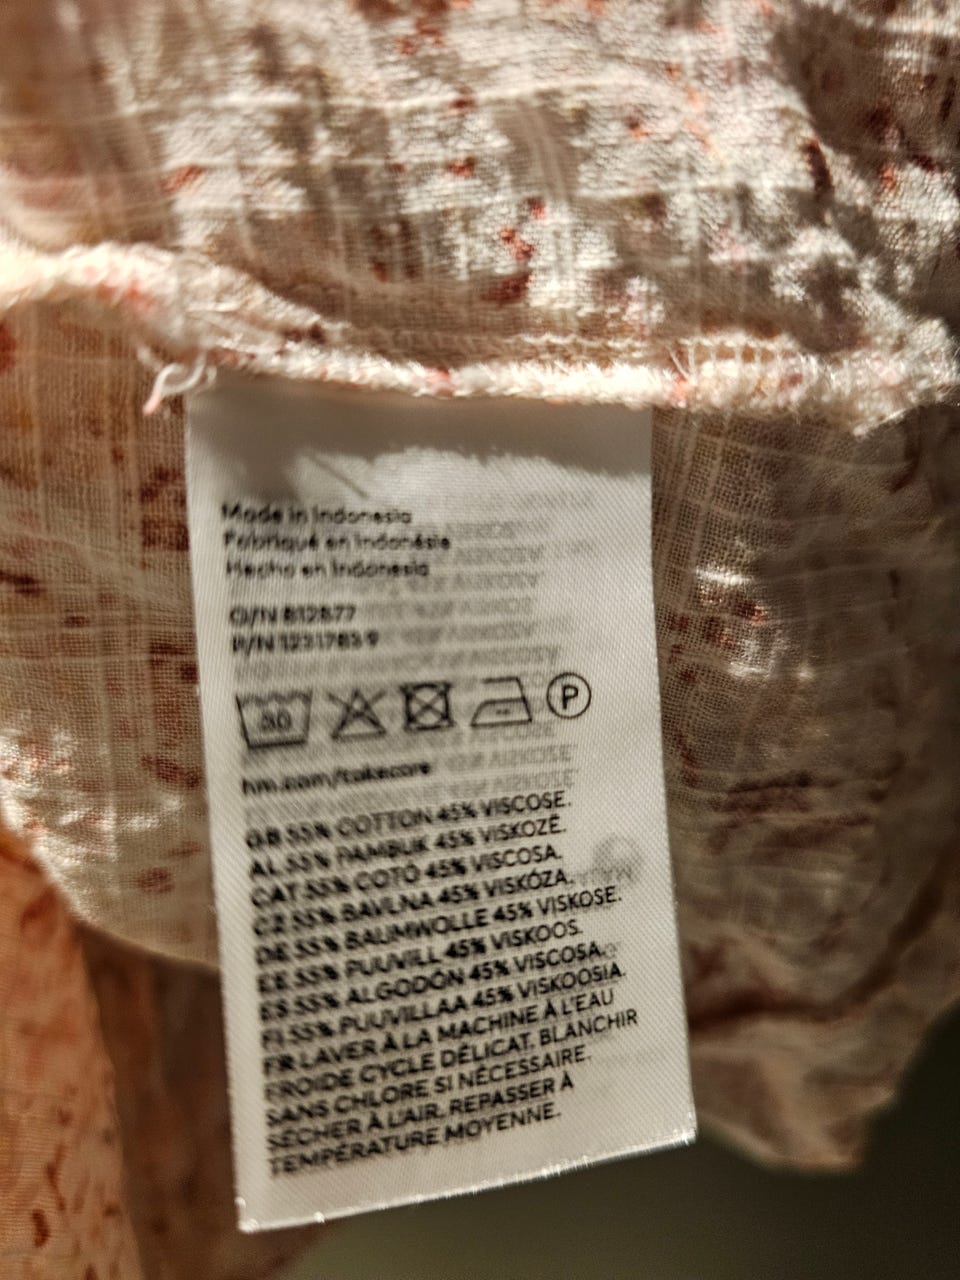 Made in Indonesia
Fabriqué en Indonésie
Hecho en Indonesia
O/N 812877
P/N 1231783 9
30 P
hm.com/takecare
GB 55% COTTON 45% VISCOSE.
AL 55% PAMBUK 45% VISKOZË.
CAT 55% COTÓ 45% VISCOSA.
CZ 55% BAVLNA 45% VISKÓZA.
DE 55% BAUMWOLLE 45% VISKOSE.
EE 55% PUUVILL 45% VISKOOS.
ES 55% ALGODÓN 45% VISCOSA.
FI 55% PUUVILLAA 45% VISKOOSIA.
FR LAVER À LA MACHINE À L'EAU
FROIDE CYCLE DÉLICAT. BLANCHIR
SANS CHLORE SI NÉCESSAIRE.
SÉCHER À L'AIR. REPASSER À
TEMPÉRATURE MOYENNE.